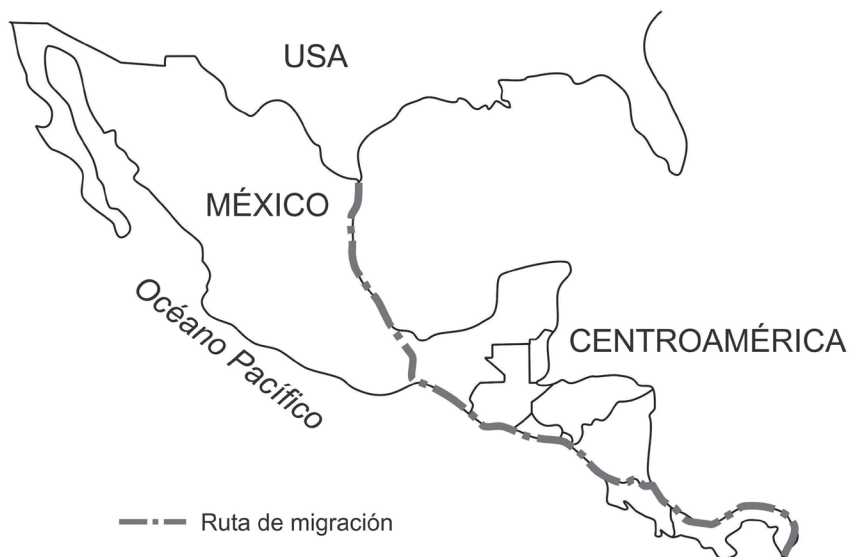 USA
MÉXICO
Océano Pacífico
CENTROAMÉRICA
Ruta de migración